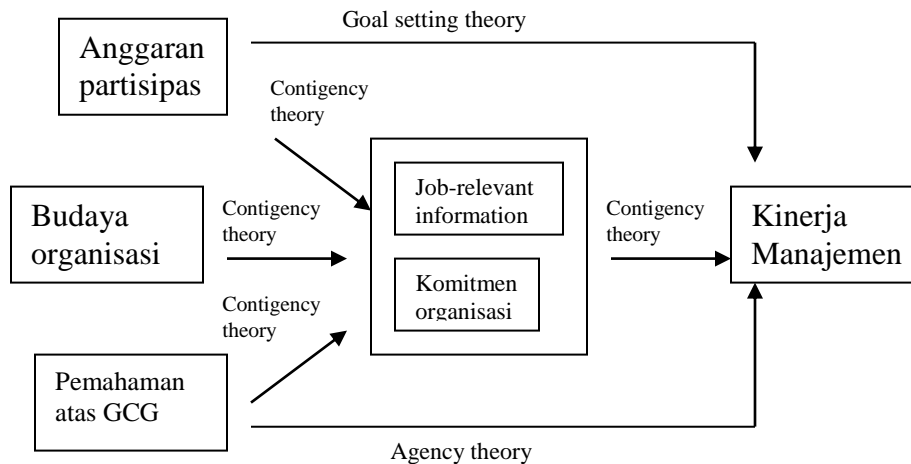 Goal setting theory
Anggaran
partisipas
Contigency
theory
Job-relevant
information
Budaya
organisasi
Contigency
theory
Contigency
theory
Kinerja
Manajemen
Komitmen
organisasi
Contigency
theory
Pemahaman
atas GCG
Agency theory